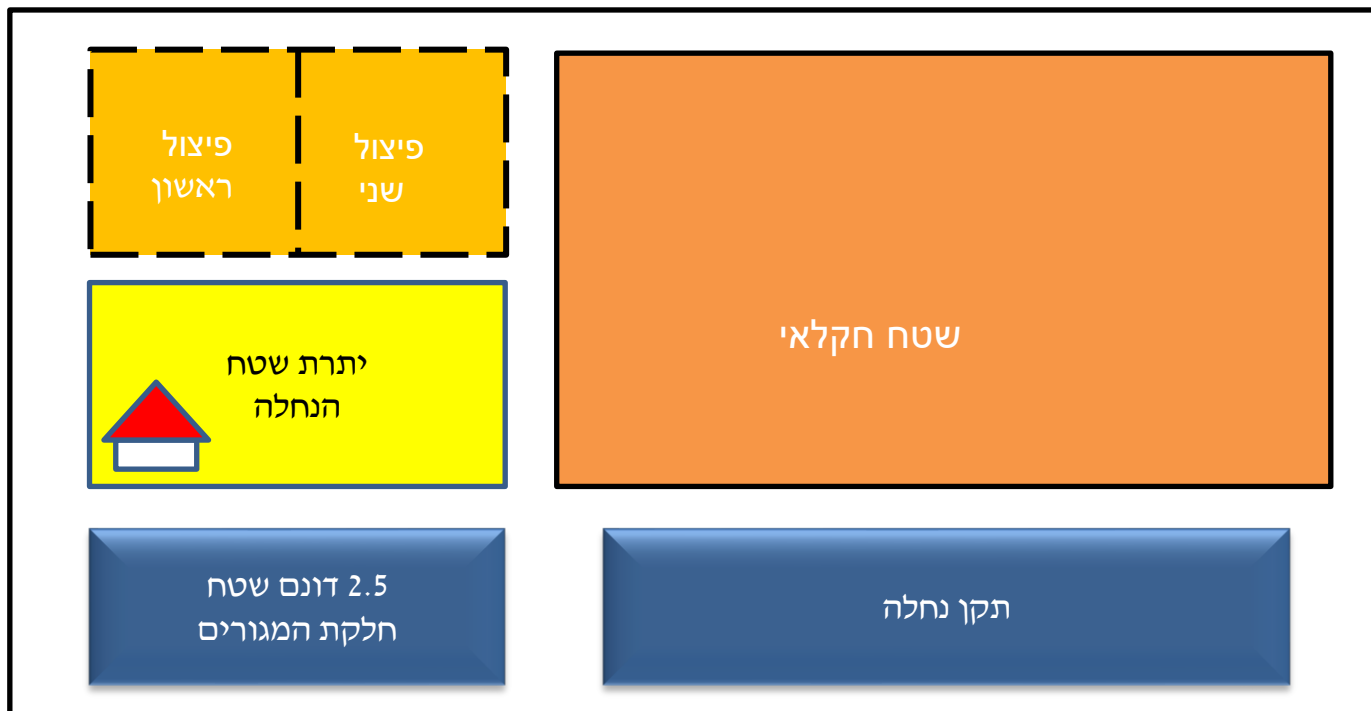 פיצול
שני
פיצול
ראשון
שטח חקלאי
יתרת שטח
הנחלה
תקן נחלה
2.5 דונם שטח
חלקת המגורים